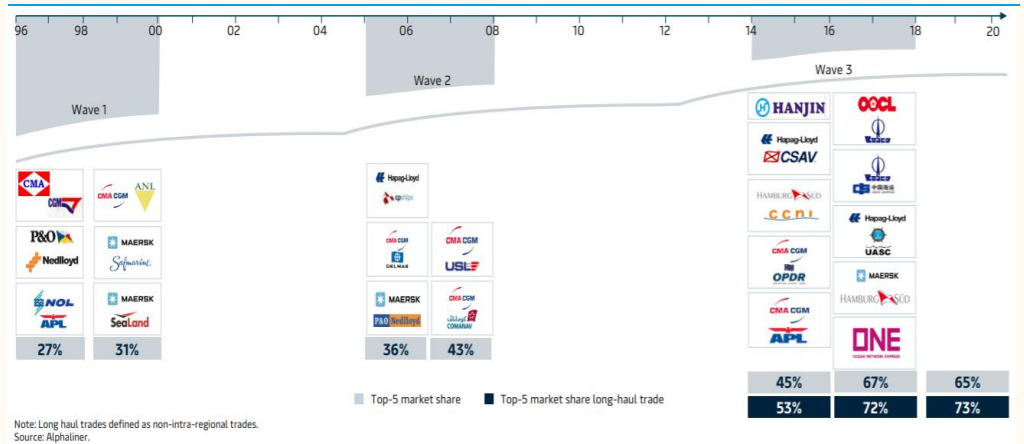 96 98 00 02 04 06 08 10 12 14 16 18 20
Wave 1
Wave 2
Wave 3
CMA
CGM
CMA CGM
ANL
P&O
Nedlloyd
MAERSK
Safmarine
NOL
APL
MAERSK
SeaLand
27%
31%
Hapag-Lloyd
cpships
CMA CGM
DELMAS
CMA CGM
USL
MAERSK
P&O Nedlloyd
CMA CGM
COMANAV
36%
43%
HANJIN
Hapag-Lloyd
CSAV
HAMBURG SÜD
ccni
CMA CGM
OPDR
CMA CGM
APL
OOCL
Cosco
Cosco
中国海运
Hapag-Lloyd
UASC
MAERSK
HAMBURG SÜD
ONE
OCEAN NETWORK EXPRESS
45%
67%
65%
53%
72%
73%
Top-5 market share
Top-5 market share long-haul trade
Note: Long haul trades defined as non-intra-regional trades.
Source: Alphaliner.